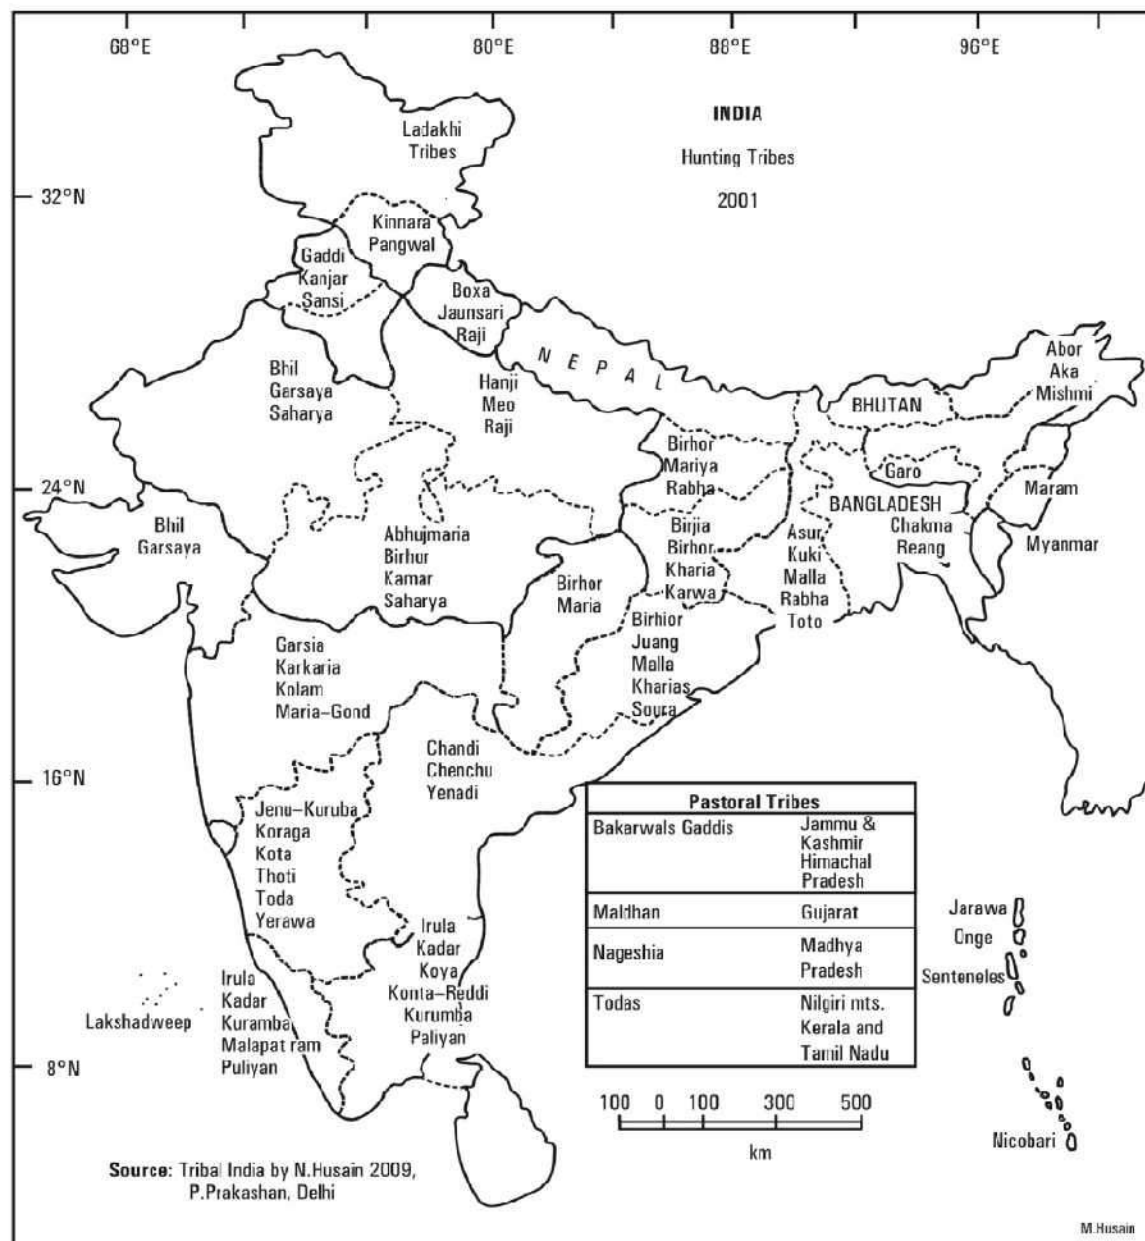 68°E 80°E 88°E 96°E
INDIA
Hunting Tribes
2001
32°N
24°N
16°N
8°N
Ladakhi
Tribes
Kinnara
Pangwal
Gaddi
Kanjar
Sansi
Boxa
Jaunsari
Raji
NEPAL
BHUTAN
Abor
Aka
Mishmi
Bhil
Garsaya
Saharya
Hanji
Meo
Raji
Birhor
Mariya
Rabha
Garo
Maram
BANGLADESH
Chakma
Reang
Myanmar
Bhil
Garsaya
Abhujmaria
Birhur
Kamar
Saharya
Birhor
Maria
Birjia
Birhor
Kharia
Karwa
Asur
Kuki
Malla
Rabha
Toto
Birhior
Juang
Malla
Kharias
Soura
Garsia
Karkaria
Kolam
Maria-Gond
Chandi
Chenchu
Yenadi
Jenu-Kuruba
Koraga
Kota
Thoti
Toda
Yerawa
Irula
Kadar
Koya
Konta-Reddi
Kurumba
Paliyan
Irula
Kadar
Kuramba
Malapat ram
Puliyan
Lakshadweep
Pastoral Tribes
Bakarwals Gaddis Jammu &
Kashmir
Himachal
Pradesh
Maldhan Gujarat
Nageshia Madhya
Pradesh
Todas Nilgiri mts.
Kerala and
Tamil Nadu
Jarawa
Onge
Senteneles
Nicobari
100 0 100 300 500
km
Source: Tribal India by N.Husain 2009,
P.Prakashan, Delhi
M.Husain